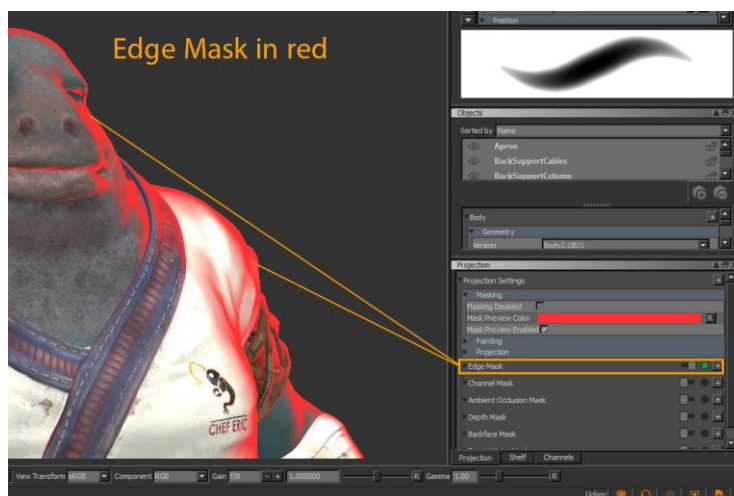 Edge Mask in red
Position
Objects
Sorted by Name
Apron
BackSupportCables
BackSupportColumn
Body
Geometry
Version Body2.OBJ1
Projection
Projection Settings
Masking
Masking Disabled
Mask Preview Color R
Mask Preview Enabled
Painting
Projection
Edge Mask
Channel Mask
Ambient Occlusion Mask
Depth Mask
Backface Mask
CHEF ERIC
Projection Shelf Channels
View Transform sRGB Component RGB Gain f/8 - + 1.000000 R Gamma 1.00 R
Udim: